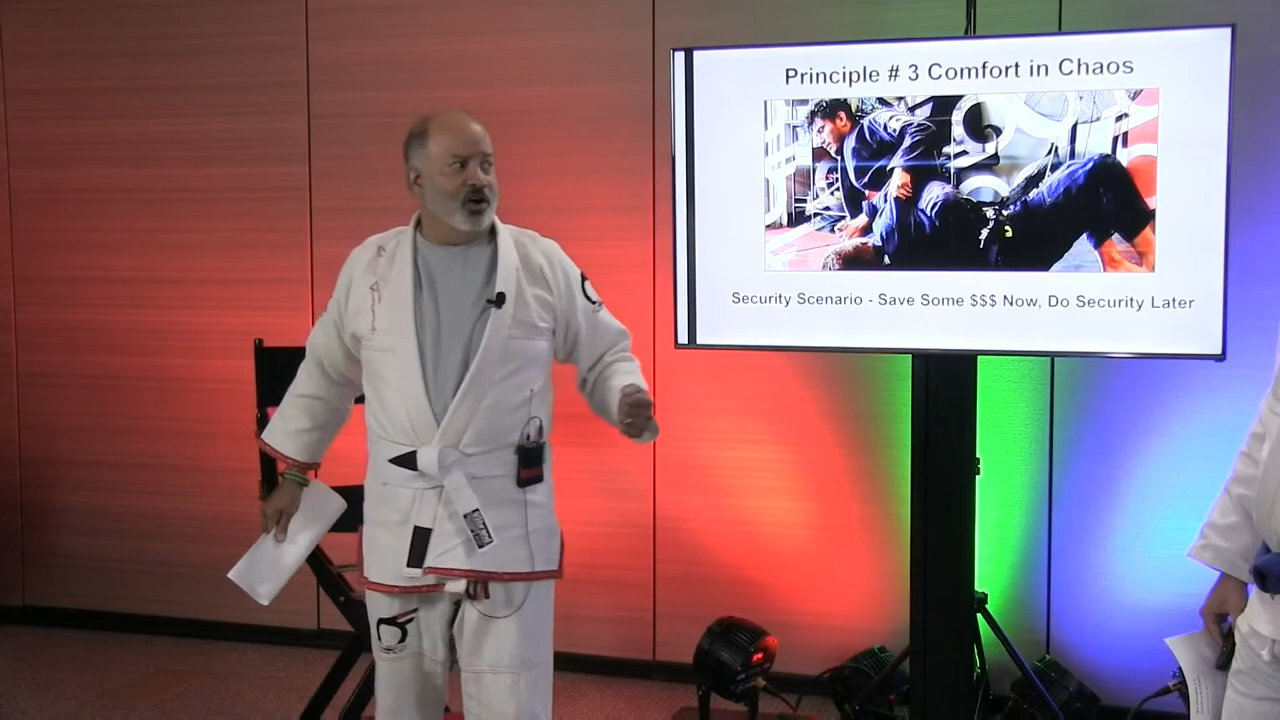 Principle # 3 Comfort in Chaos
Security Scenario - Save Some $$$ Now, Do Security Later